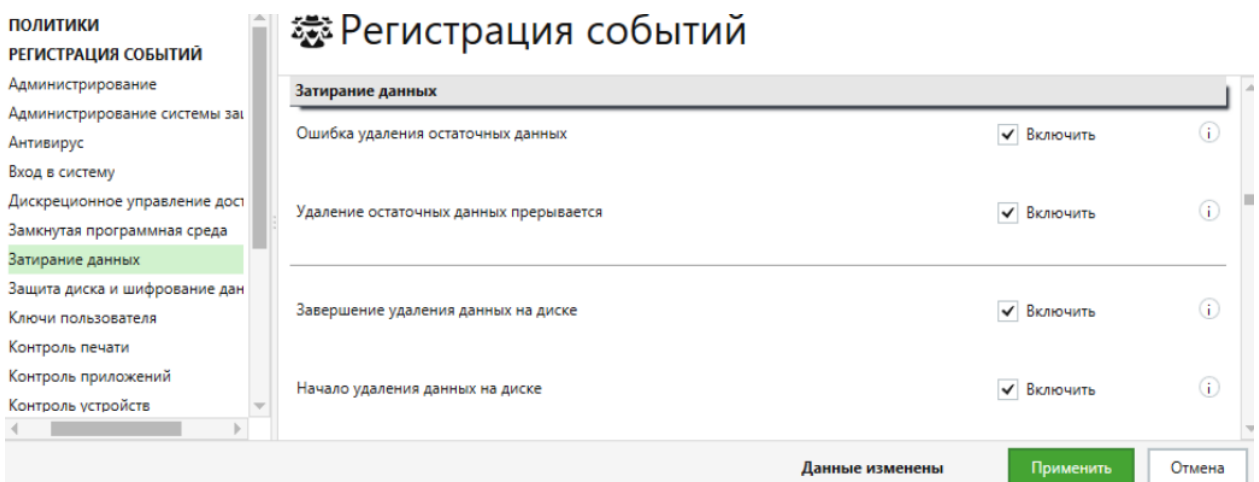 ПОЛИТИКИ
РЕГИСТРАЦИЯ СОБЫТИЙ
Администрирование
Администрирование системы за
Антивирус
Вход в систему
Дискреционное управление дос
Замкнутая программная среда
Затирание данных
Защита диска и шифрование дан
Ключи пользователя
Контроль печати
Контроль приложений
Контроль устройств
Регистрация событий
Затирание данных
Ошибка удаления остаточных данных
Включить
Удаление остаточных данных прерывается
Включить
Завершение удаления данных на диске
Включить
Начало удаления данных на диске
Включить
Данные изменены
Применить
Отмена